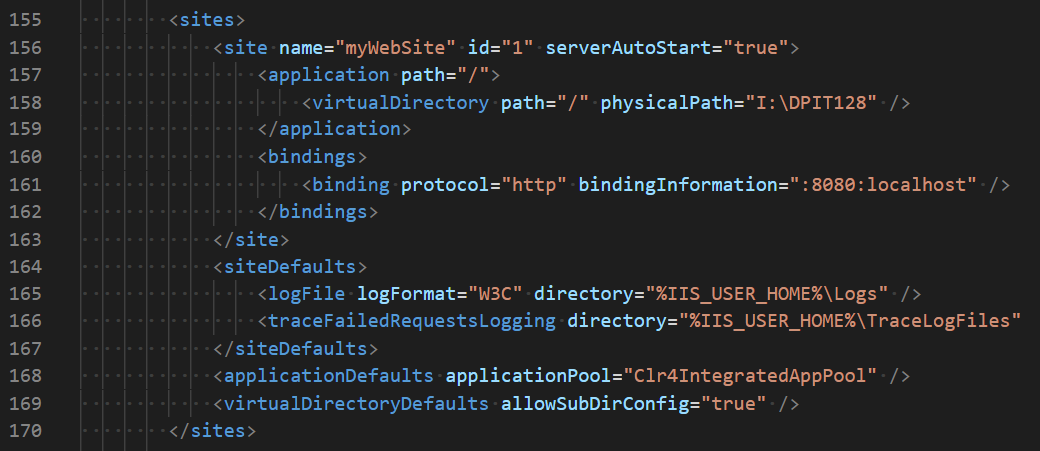 155 <sites>
156 <site name="myWebSite" id="1" serverAutoStart="true">
157 <application path="/">
158 <virtualDirectory path="/" physicalPath="I:\DPIT128" />
159 </application>
160 <bindings>
161 <binding protocol="http" bindingInformation=":8080:localhost" />
162 </bindings>
163 </site>
164 <siteDefaults>
165 <logFile logFormat="W3C" directory="%IIS_USER_HOME%\Logs" />
166 <traceFailedRequestsLogging directory="%IIS_USER_HOME%\TraceLogFiles"
167 </siteDefaults>
168 <applicationDefaults applicationPool="Clr4IntegratedAppPool" />
169 <virtualDirectoryDefaults allowSubDirConfig="true" />
170 </sites>